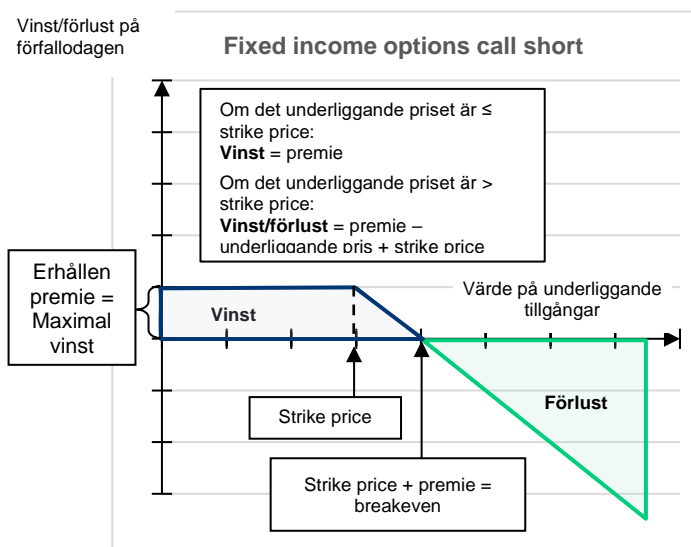 Vinst/förlust på
förfallodagen
Fixed income options call short
Om det underliggande priset är ≤
strike price:
Vinst = premie
Om det underliggande priset är >
strike price:
Vinst/förlust = premie –
underliggande pris + strike price
Erhållen
premie =
Maximal
vinst
Vinst
Värde på underliggande
tillgångar
Strike price
Förlust
Strike price + premie =
breakeven